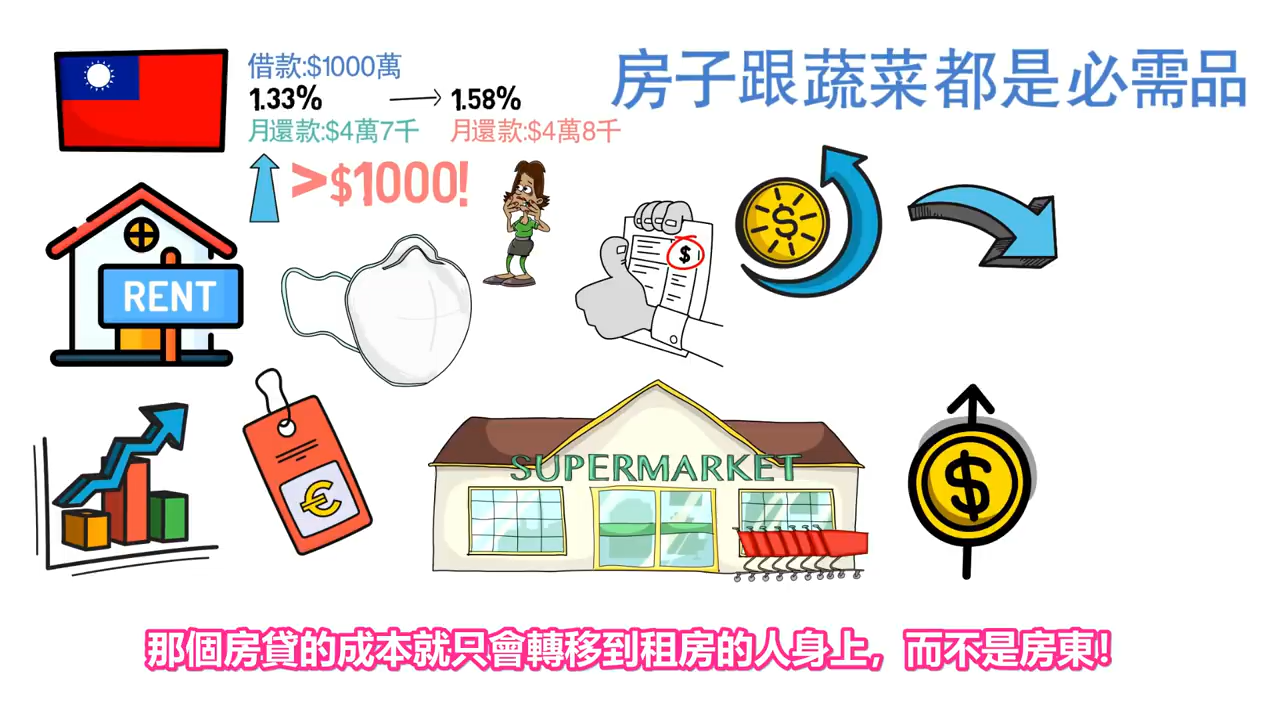 借款:$1000萬
1.33% → 1.58%
月還款:$4萬7千 月還款:$4萬8千
>$1000!
房子跟蔬菜都是必需品
RENT
$
$
€
SUPERMARKET
$
那個房貸的成本就只會轉移到租房的人身上，而不是房東!